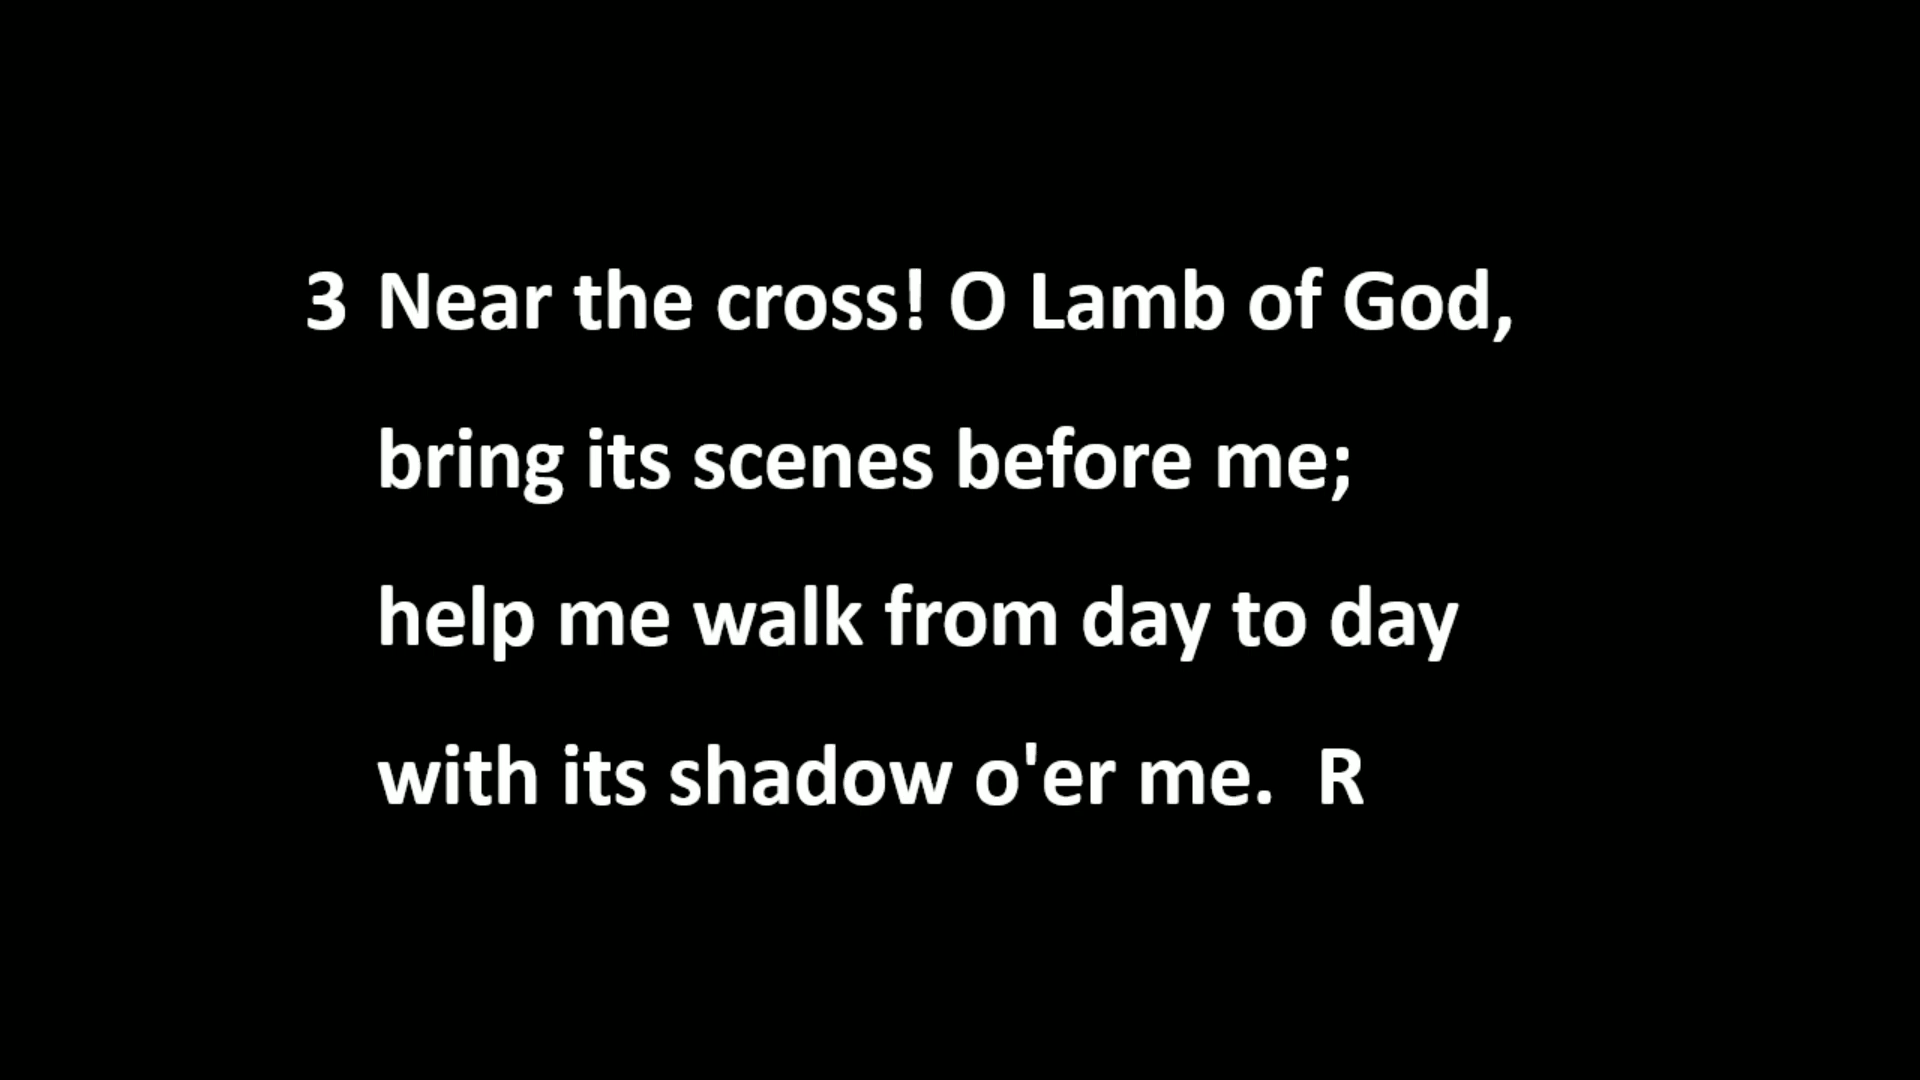 3 Near the cross! O Lamb of God,
bring its scenes before me;
help me walk from day to day
with its shadow o'er me.  R